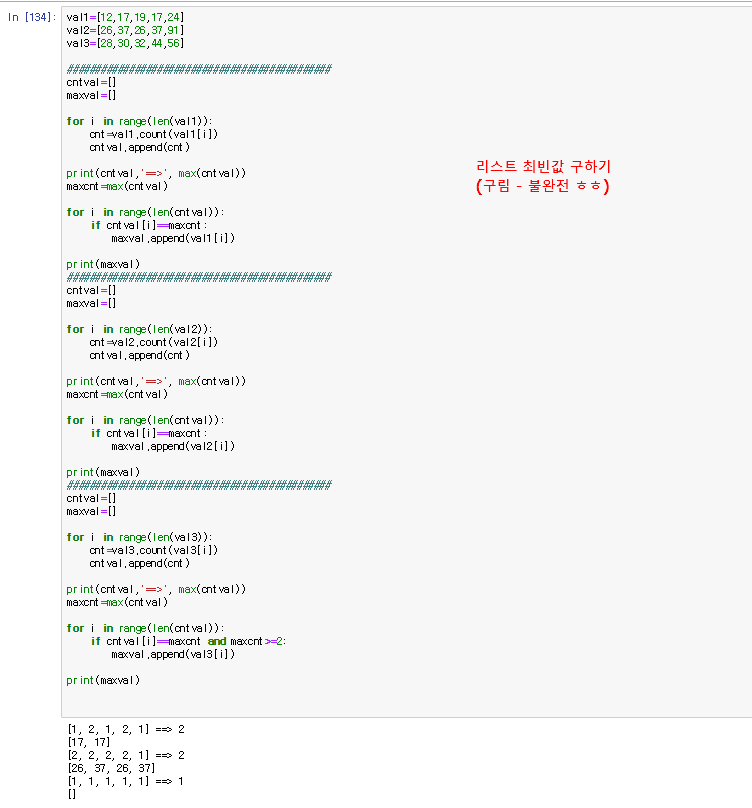 In [134]:
val1=[12,17,19,17,24]
val2=[26,37,26,37,91]
val3=[28,30,32,44,56]
############################################
cntval=[]
maxval=[]
for i in range(len(val1)):
    cnt=val1.count(val1[i])
    cntval.append(cnt)
print(cntval,'==>', max(cntval))
maxcnt=max(cntval)
for i in range(len(cntval)):
    if cntval[i]==maxcnt:
        maxval.append(val1[i])
print(maxval)
############################################
cntval=[]
maxval=[]
for i in range(len(val2)):
    cnt=val2.count(val2[i])
    cntval.append(cnt)
print(cntval,'==>', max(cntval))
maxcnt=max(cntval)
for i in range(len(cntval)):
    if cntval[i]==maxcnt:
        maxval.append(val2[i])
print(maxval)
############################################
cntval=[]
maxval=[]
for i in range(len(val3)):
    cnt=val3.count(val3[i])
    cntval.append(cnt)
print(cntval,'==>', max(cntval))
maxcnt=max(cntval)
for i in range(len(cntval)):
    if cntval[i]==maxcnt and maxcnt>=2:
        maxval.append(val3[i])
print(maxval)
리스트 최빈값 구하기
(구림 - 불완전 ㅎㅎ)
[1, 2, 1, 2, 1] ==> 2
[17, 17]
[2, 2, 2, 2, 1] ==> 2
[26, 37, 26, 37]
[1, 1, 1, 1, 1] ==> 1
[]